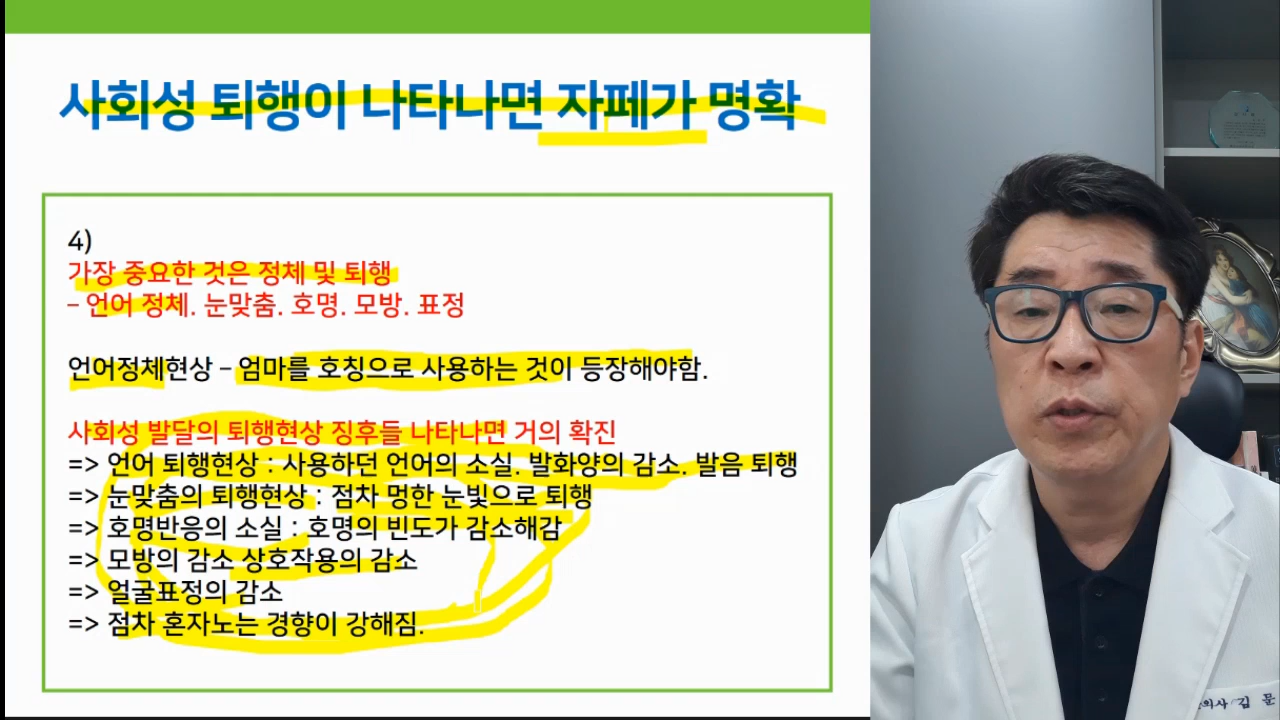 사회성 퇴행이 나타나면 자폐가 명확
4)
가장 중요한 것은 정체 및 퇴행
- 언어 정체. 눈맞춤. 호명. 모방. 표정
언어정체현상 - 엄마를 호칭으로 사용하는 것이 등장해야함.
사회성 발달의 퇴행현상 징후들 나타나면 거의 확진
=> 언어 퇴행현상 : 사용하던 언어의 소실. 발화양의 감소. 발음 퇴행
=> 눈맞춤의 퇴행현상 : 점차 멍한 눈빛으로 퇴행
=> 호명반응의 소실 : 호명의 빈도가 감소해감
=> 모방의 감소 상호작용의 감소
=> 얼굴표정의 감소
=> 점차 혼자노는 경향이 강해짐.
의사 김 문